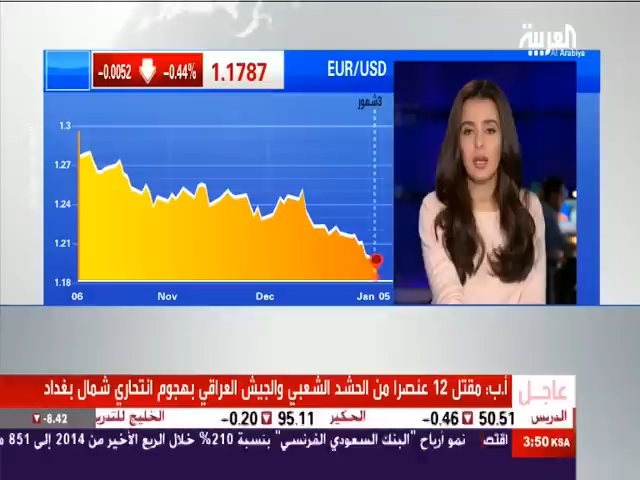 العربية
Al Arabiya
-0.0052 -0.44% 1.1787 EUR/USD
3شهور
1.3
1.27
1.24
1.21
1.18
06 Nov Dec Jan 05
عاجل أ.ب: مقتل 12 عنصرا من الحشد الشعبي والجيش العراقي بهجوم انتحاري شمال بغداد
الدريس 50.51 -0.46 الحكير 95.11 -0.20 الخليج للتدريب -8.42
3:50 KSA اقتصاد نمو أرباح "البنك السعودي الفرنسي" بنسبة 210% خلال الربع الأخير من 2014 إلى 851